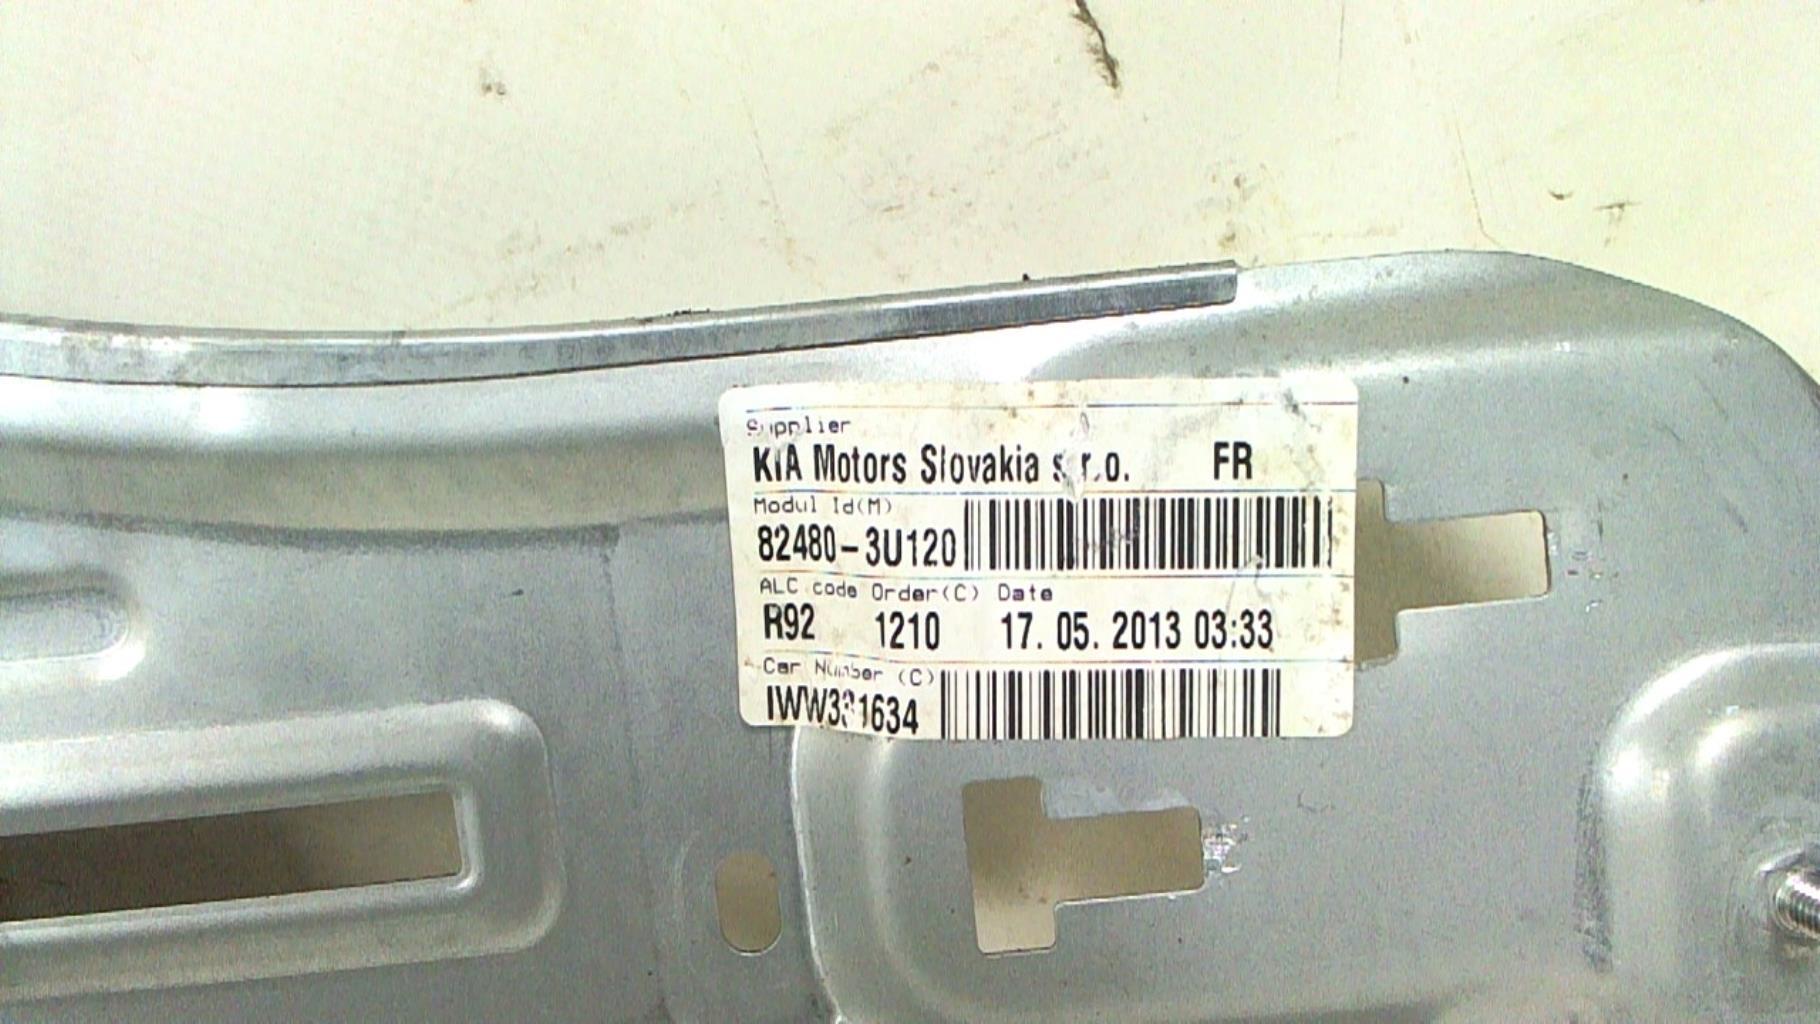 Supplier
KIA Motors Slovakia s.r.o. FR
Modul Id(M)
82480-3U120
ALC code Order(C) Date
R92 1210 17. 05. 2013 03:33
Car Number (C)